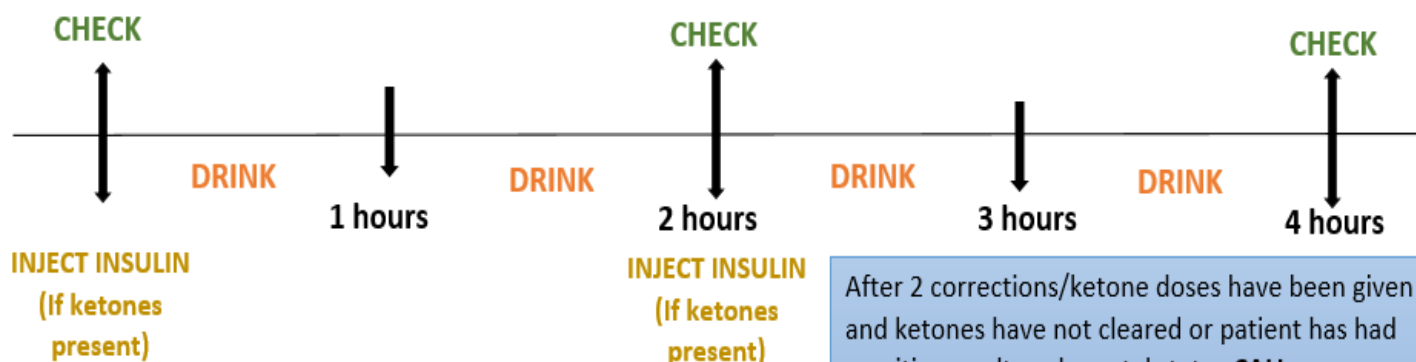 CHECK
CHECK
CHECK
DRINK
DRINK
DRINK
DRINK
1 hours
2 hours
3 hours
4 hours
INJECT INSULIN
(If ketones
present)
INJECT INSULIN
(If ketones
present)
After 2 corrections/ketone doses have been given
and ketones have not cleared or patient has had